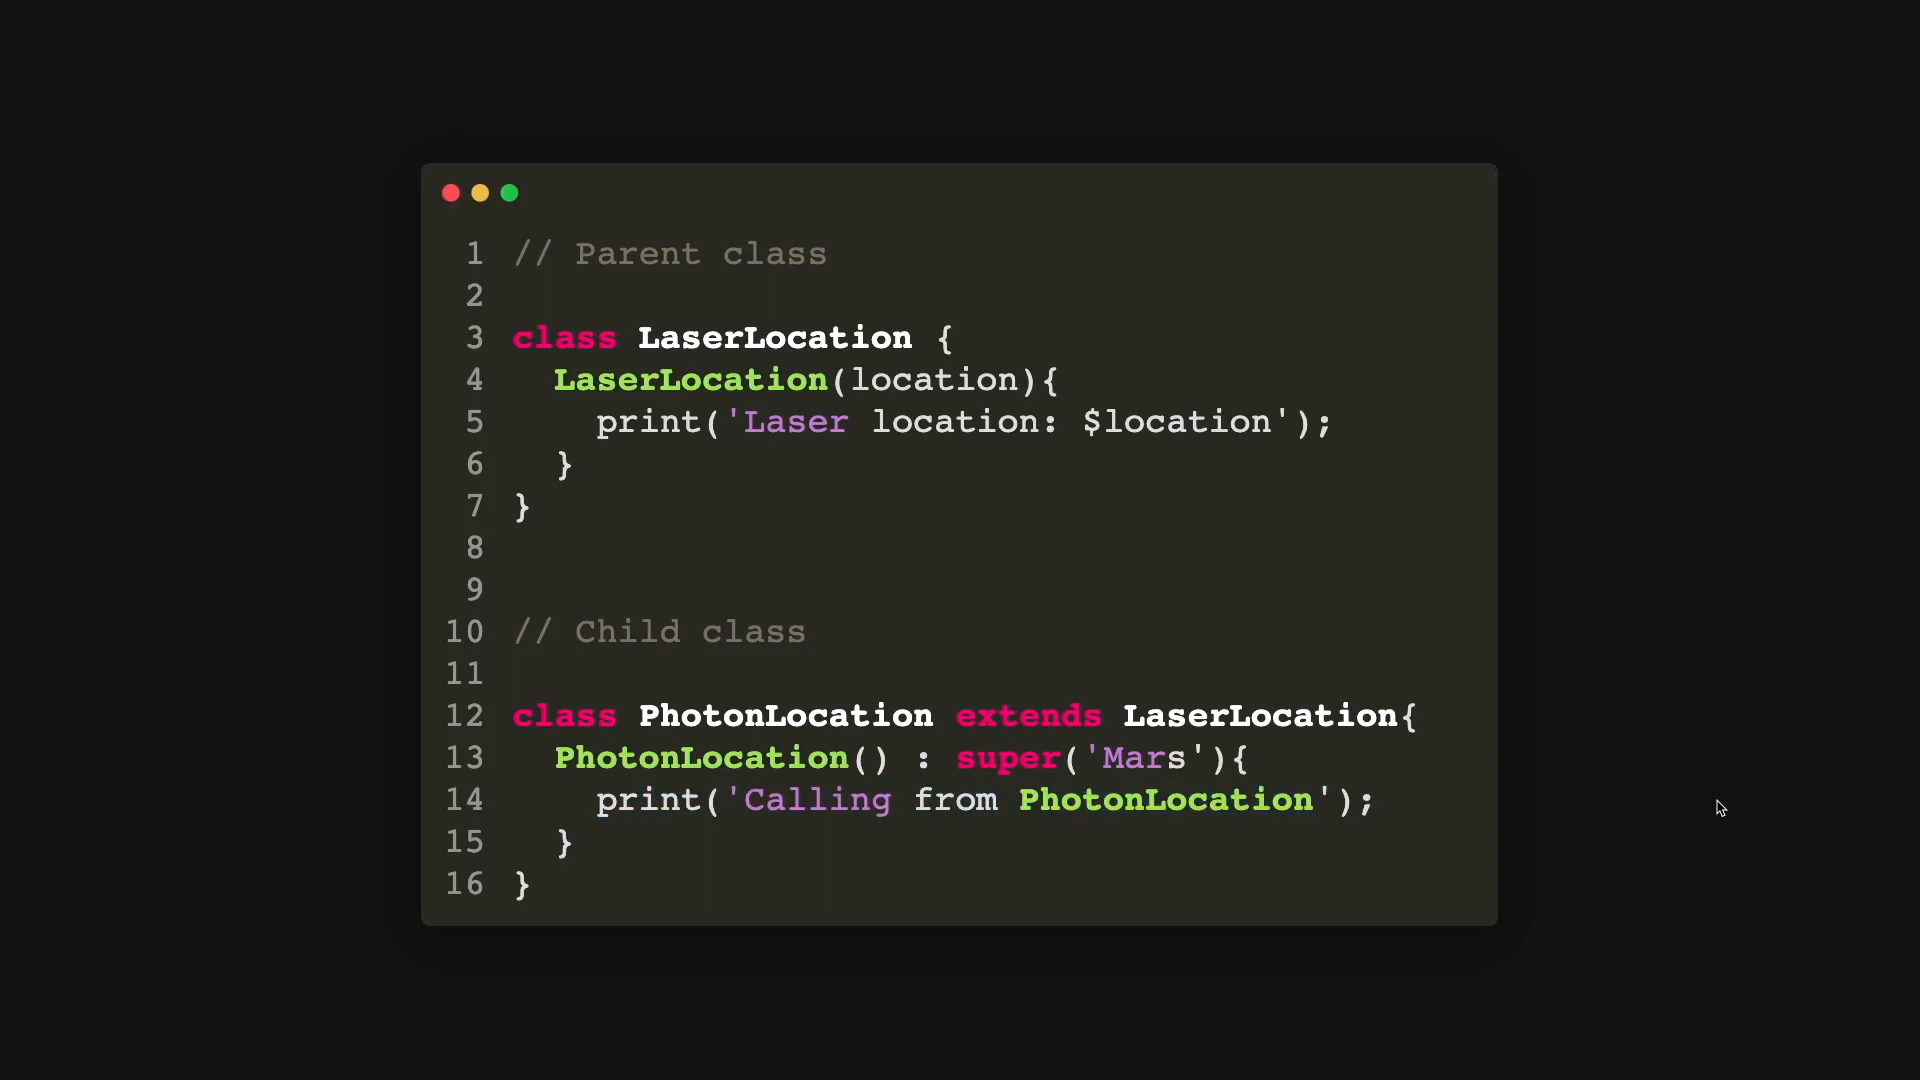 1 // Parent class
2
3 class LaserLocation {
4 LaserLocation(location){
5 print('Laser location: $location');
6 }
7 }
8
9
10 // Child class
11
12 class PhotonLocation extends LaserLocation{
13 PhotonLocation() : super('Mars'){
14 print('Calling from PhotonLocation');
15 }
16 }